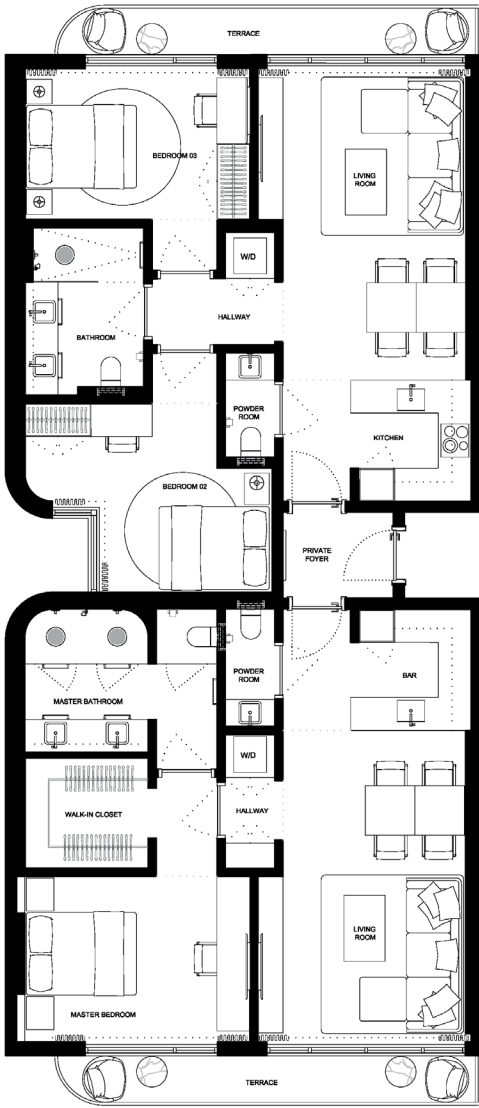 TERRACE
BEDROOM 03
LIVING
ROOM
W/D
HALLWAY
BATHROOM
POWDER
ROOM
KITCHEN
BEDROOM 02
PRIVATE
FOYER
POWDER
ROOM
BAR
MASTER BATHROOM
W/D
WALK-IN CLOSET
HALLWAY
LIVING
ROOM
MASTER BEDROOM
TERRACE